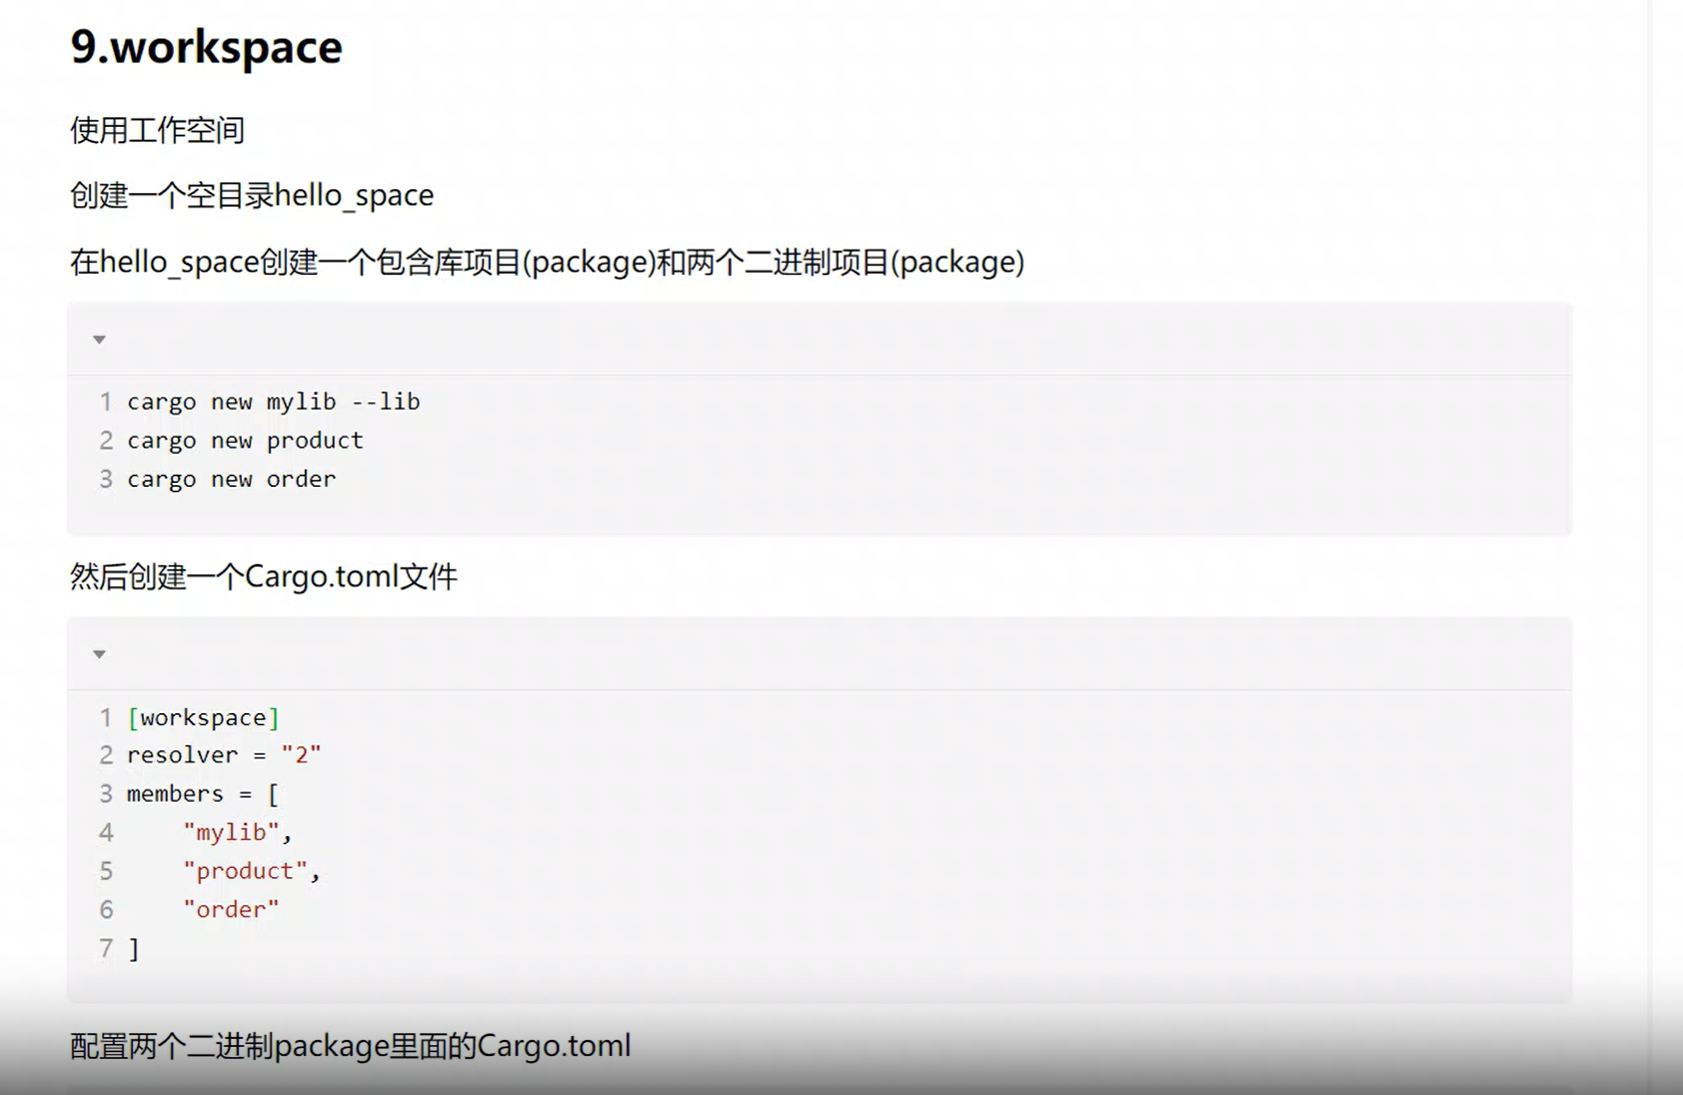 9.workspace
使用工作空间
创建一个空目录hello_space
在hello_space创建一个包含库项目(package)和两个二进制项目(package)
1 cargo new mylib --lib
2 cargo new product
3 cargo new order
然后创建一个Cargo.toml文件
1 [workspace]
2 resolver = "2"
3 members = [
4     "mylib",
5     "product",
6     "order"
7 ]
配置两个二进制package里面的Cargo.toml